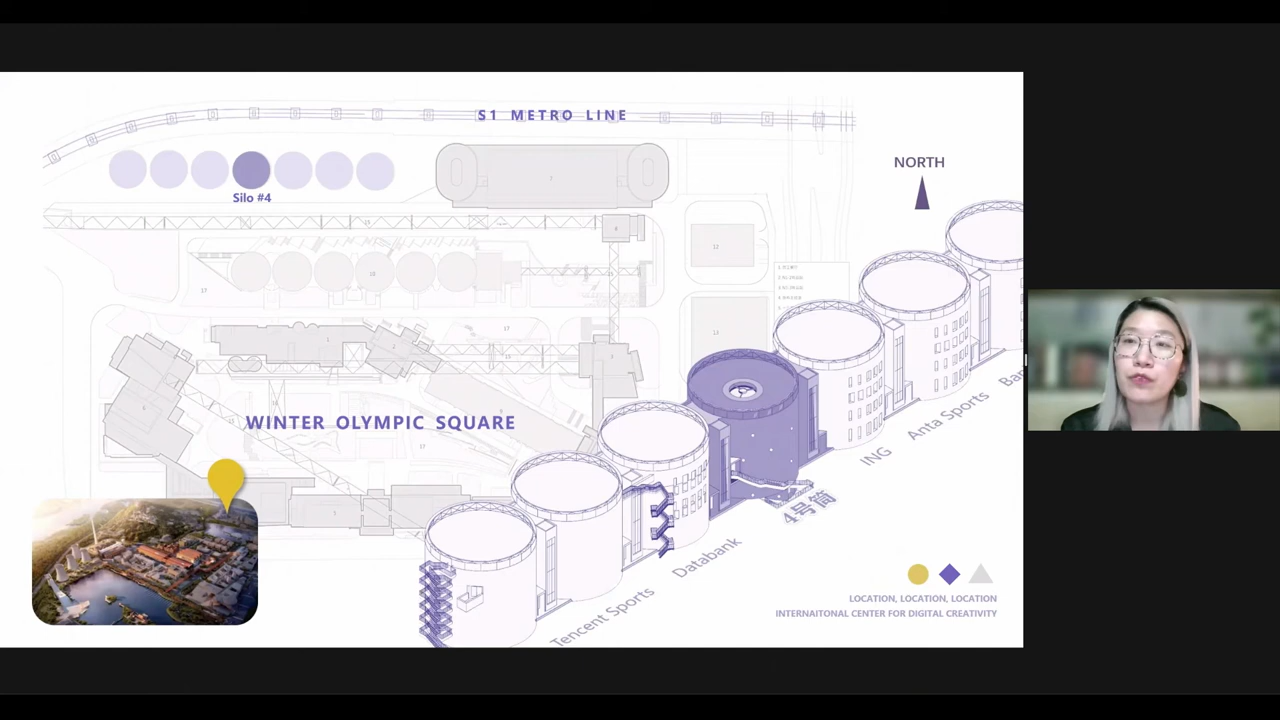 S1 METRO LINE
NORTH
Silo #4
WINTER OLYMPIC SQUARE
Ban
Anta Sports
ING
4号筒
Databank
Tencent Sports
LOCATION, LOCATION, LOCATION
INTERNAITONAL CENTER FOR DIGITAL CREATIVITY